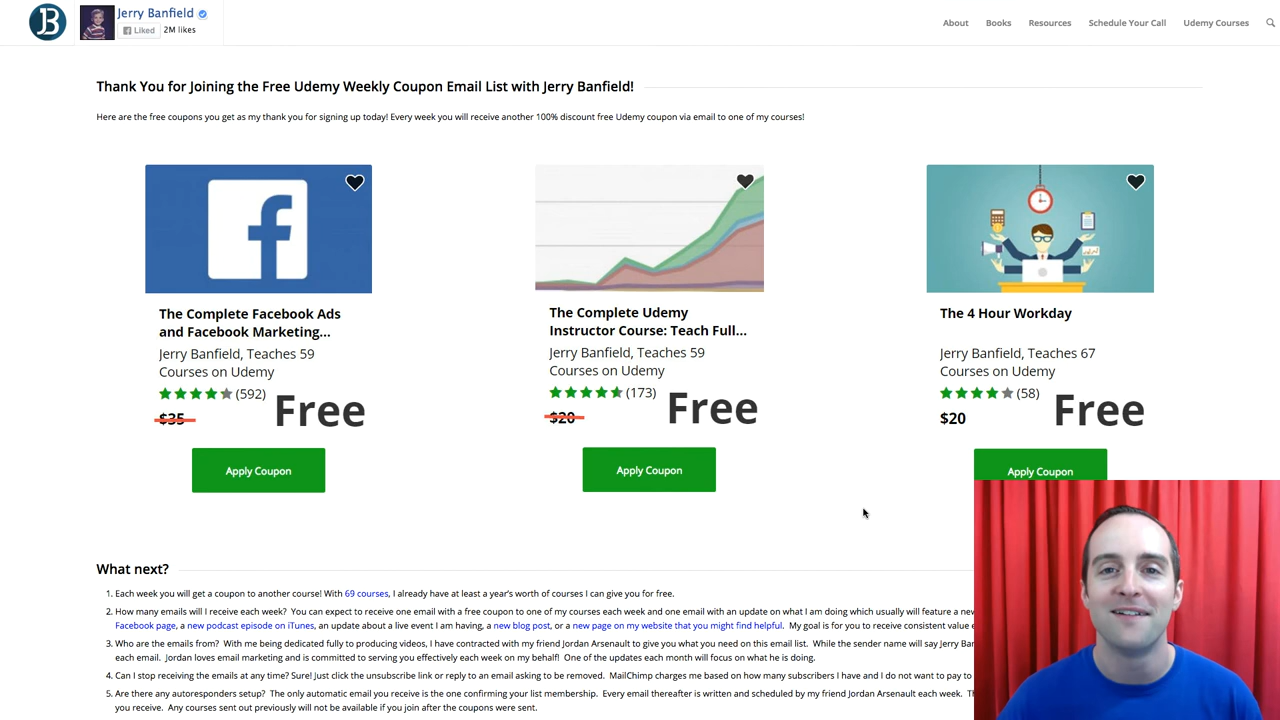 JB
Jerry Banfield
Liked 2M likes
About Books Resources Schedule Your Call Udemy Courses
Thank You for Joining the Free Udemy Weekly Coupon Email List with Jerry Banfield!
Here are the free coupons you get as my thank you for signing up today! Every week you will receive another 100% discount free Udemy coupon via email to one of my courses!
The Complete Facebook Ads
and Facebook Marketing...
Jerry Banfield, Teaches 59
Courses on Udemy
(592)
$35 Free
Apply Coupon
The Complete Udemy
Instructor Course: Teach Full...
Jerry Banfield, Teaches 59
Courses on Udemy
(173)
$20 Free
Apply Coupon
The 4 Hour Workday
Jerry Banfield, Teaches 67
Courses on Udemy
(58)
$20 Free
Apply Coupon
What next?
1. Each week you will get a coupon to another course! With 69 courses, I already have at least a year's worth of courses I can give you for free.
2. How many emails will I receive each week? You can expect to receive one email with a free coupon to one of my courses each week and one email with an update on what I am doing which usually will feature a new
Facebook page, a new podcast episode on iTunes, an update about a live event I am having, a new blog post, or a new page on my website that you might find helpful. My goal is for you to receive consistent value
3. Who are the emails from? With me being dedicated fully to producing videos, I have contracted with my friend Jordan Arsenault to give you what you need on this email list. While the sender name will say Jerry
each email. Jordan loves email marketing and is committed to serving you effectively each week on my behalf! One of the updates each month will focus on what he is doing.
4. Can I stop receiving the emails at any time? Sure! Just click the unsubscribe link or reply to an email asking to be removed. MailChimp charges me based on how many subscribers I have and I do not want to pay to
5. Are there any autoresponders setup? The only automatic email you receive is the one confirming your list membership. Every email thereafter is written and scheduled by my friend Jordan Arsenault each week.
you receive. Any courses sent out previously will not be available if you join after the coupons were sent.